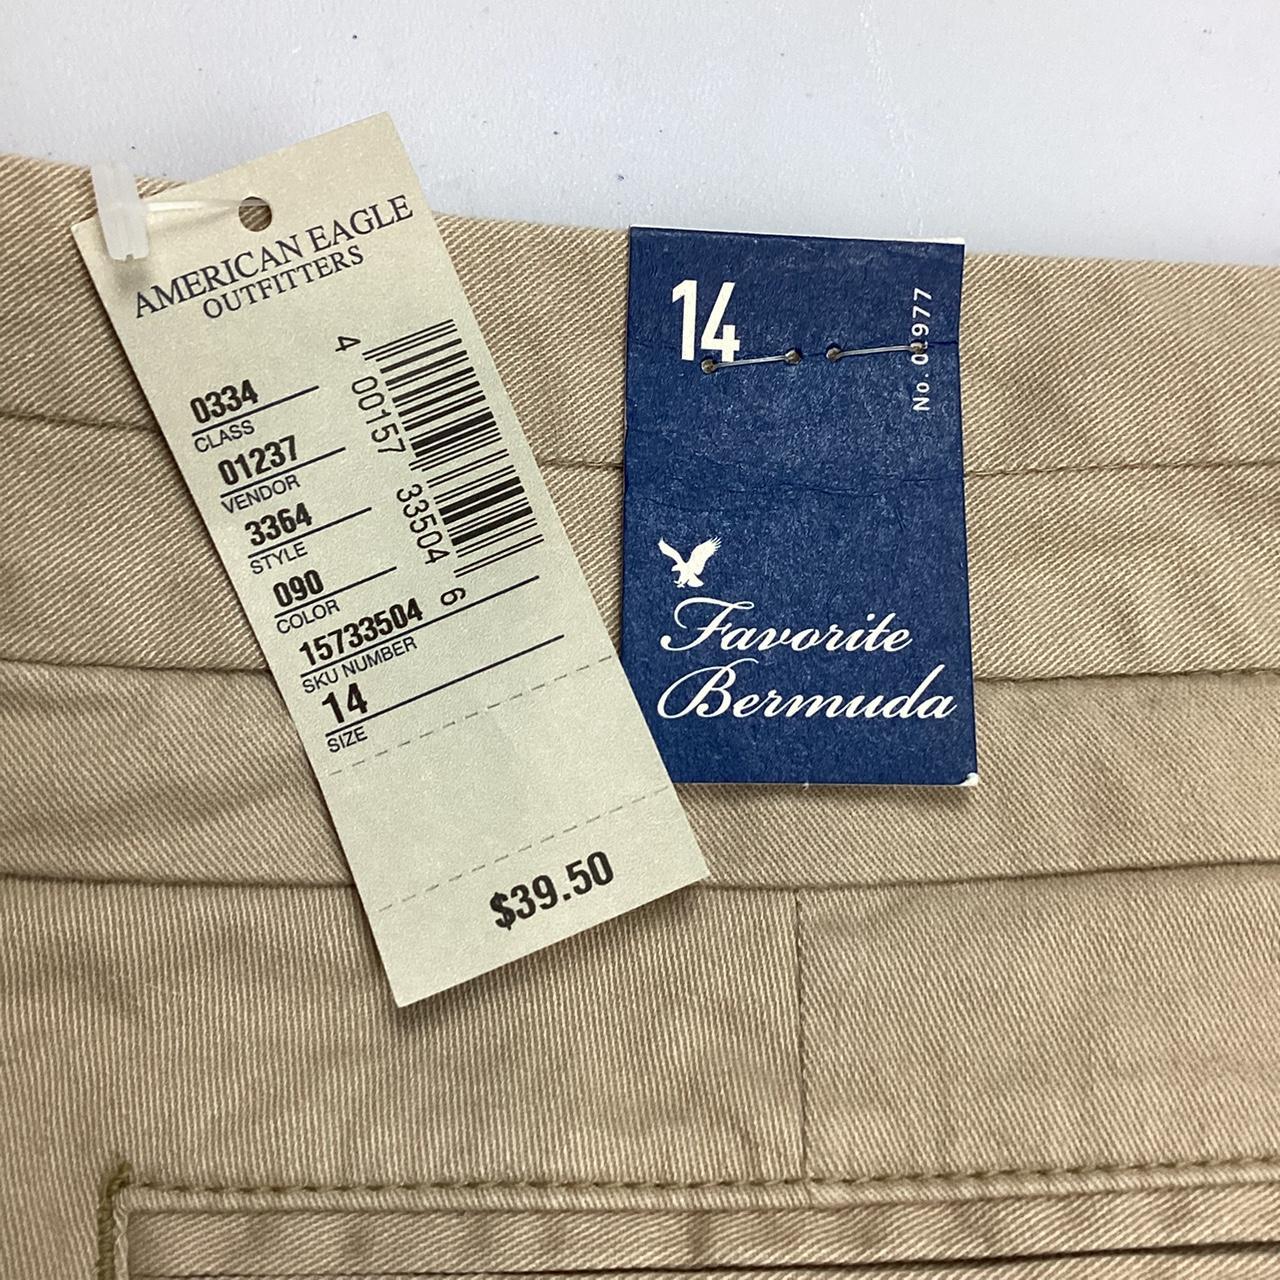 AMERICAN EAGLE
OUTFITTERS
0334
CLASS
01237
VENDOR
3364
STYLE
090
COLOR
15733504
SKU NUMBER
14
SIZE
4 00157 33504 6
$39.50
14
Favorite
Bermuda